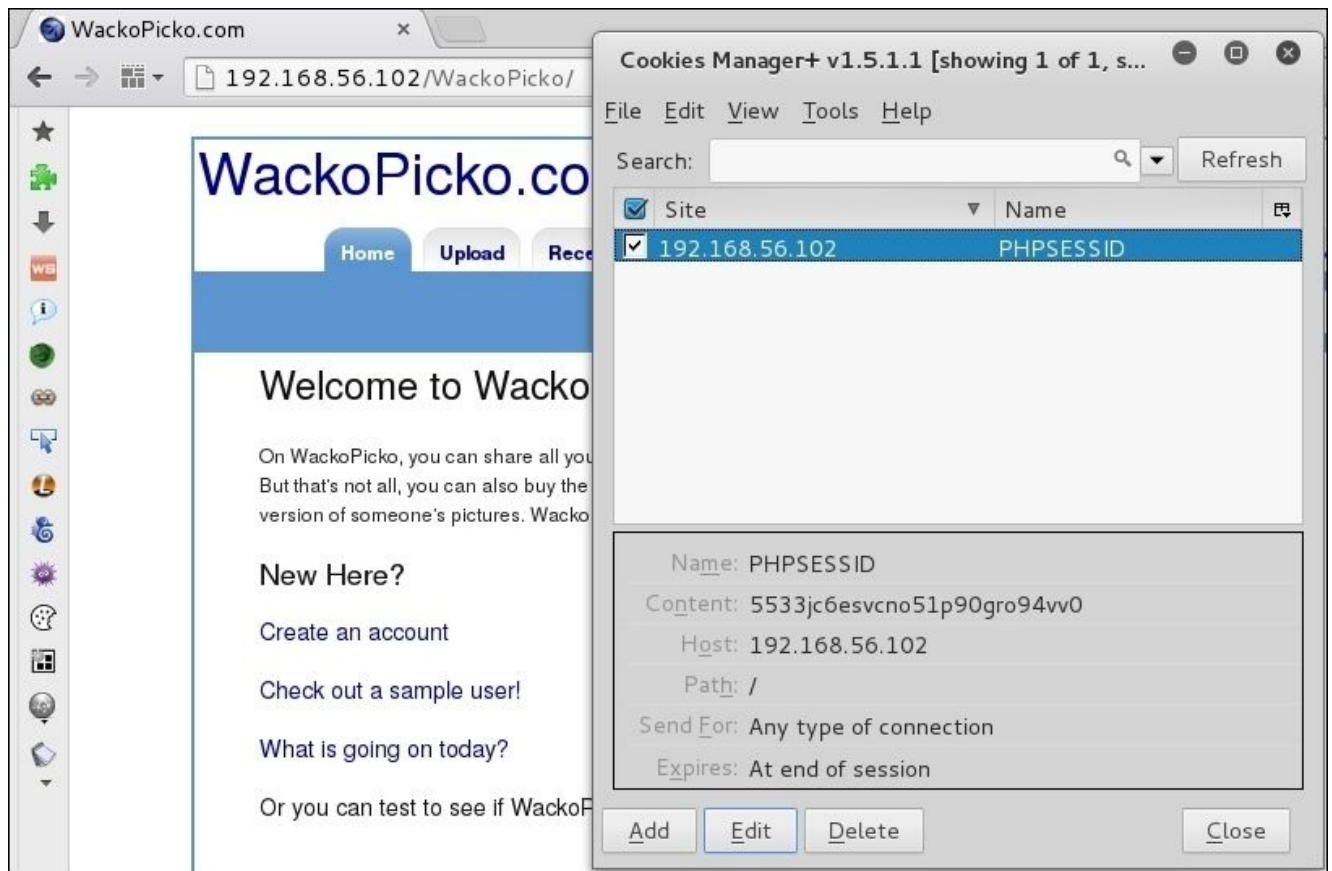 WackoPicko.com
192.168.56.102/WackoPicko/
WackoPicko.co
Home Upload Rece
Welcome to Wacko
On WackoPicko, you can share all you
But that's not all, you can also buy the
version of someone's pictures. Wacko
New Here?
Create an account
Check out a sample user!
What is going on today?
Or you can test to see if WackoP
Cookies Manager+ v1.5.1.1 [showing 1 of 1, s...
File Edit View Tools Help
Search: Refresh
Site Name
192.168.56.102 PHPSESSID
Name: PHPSESSID
Content: 5533jc6esvcno51p90gro94vv0
Host: 192.168.56.102
Path: /
Send For: Any type of connection
Expires: At end of session
Add Edit Delete Close